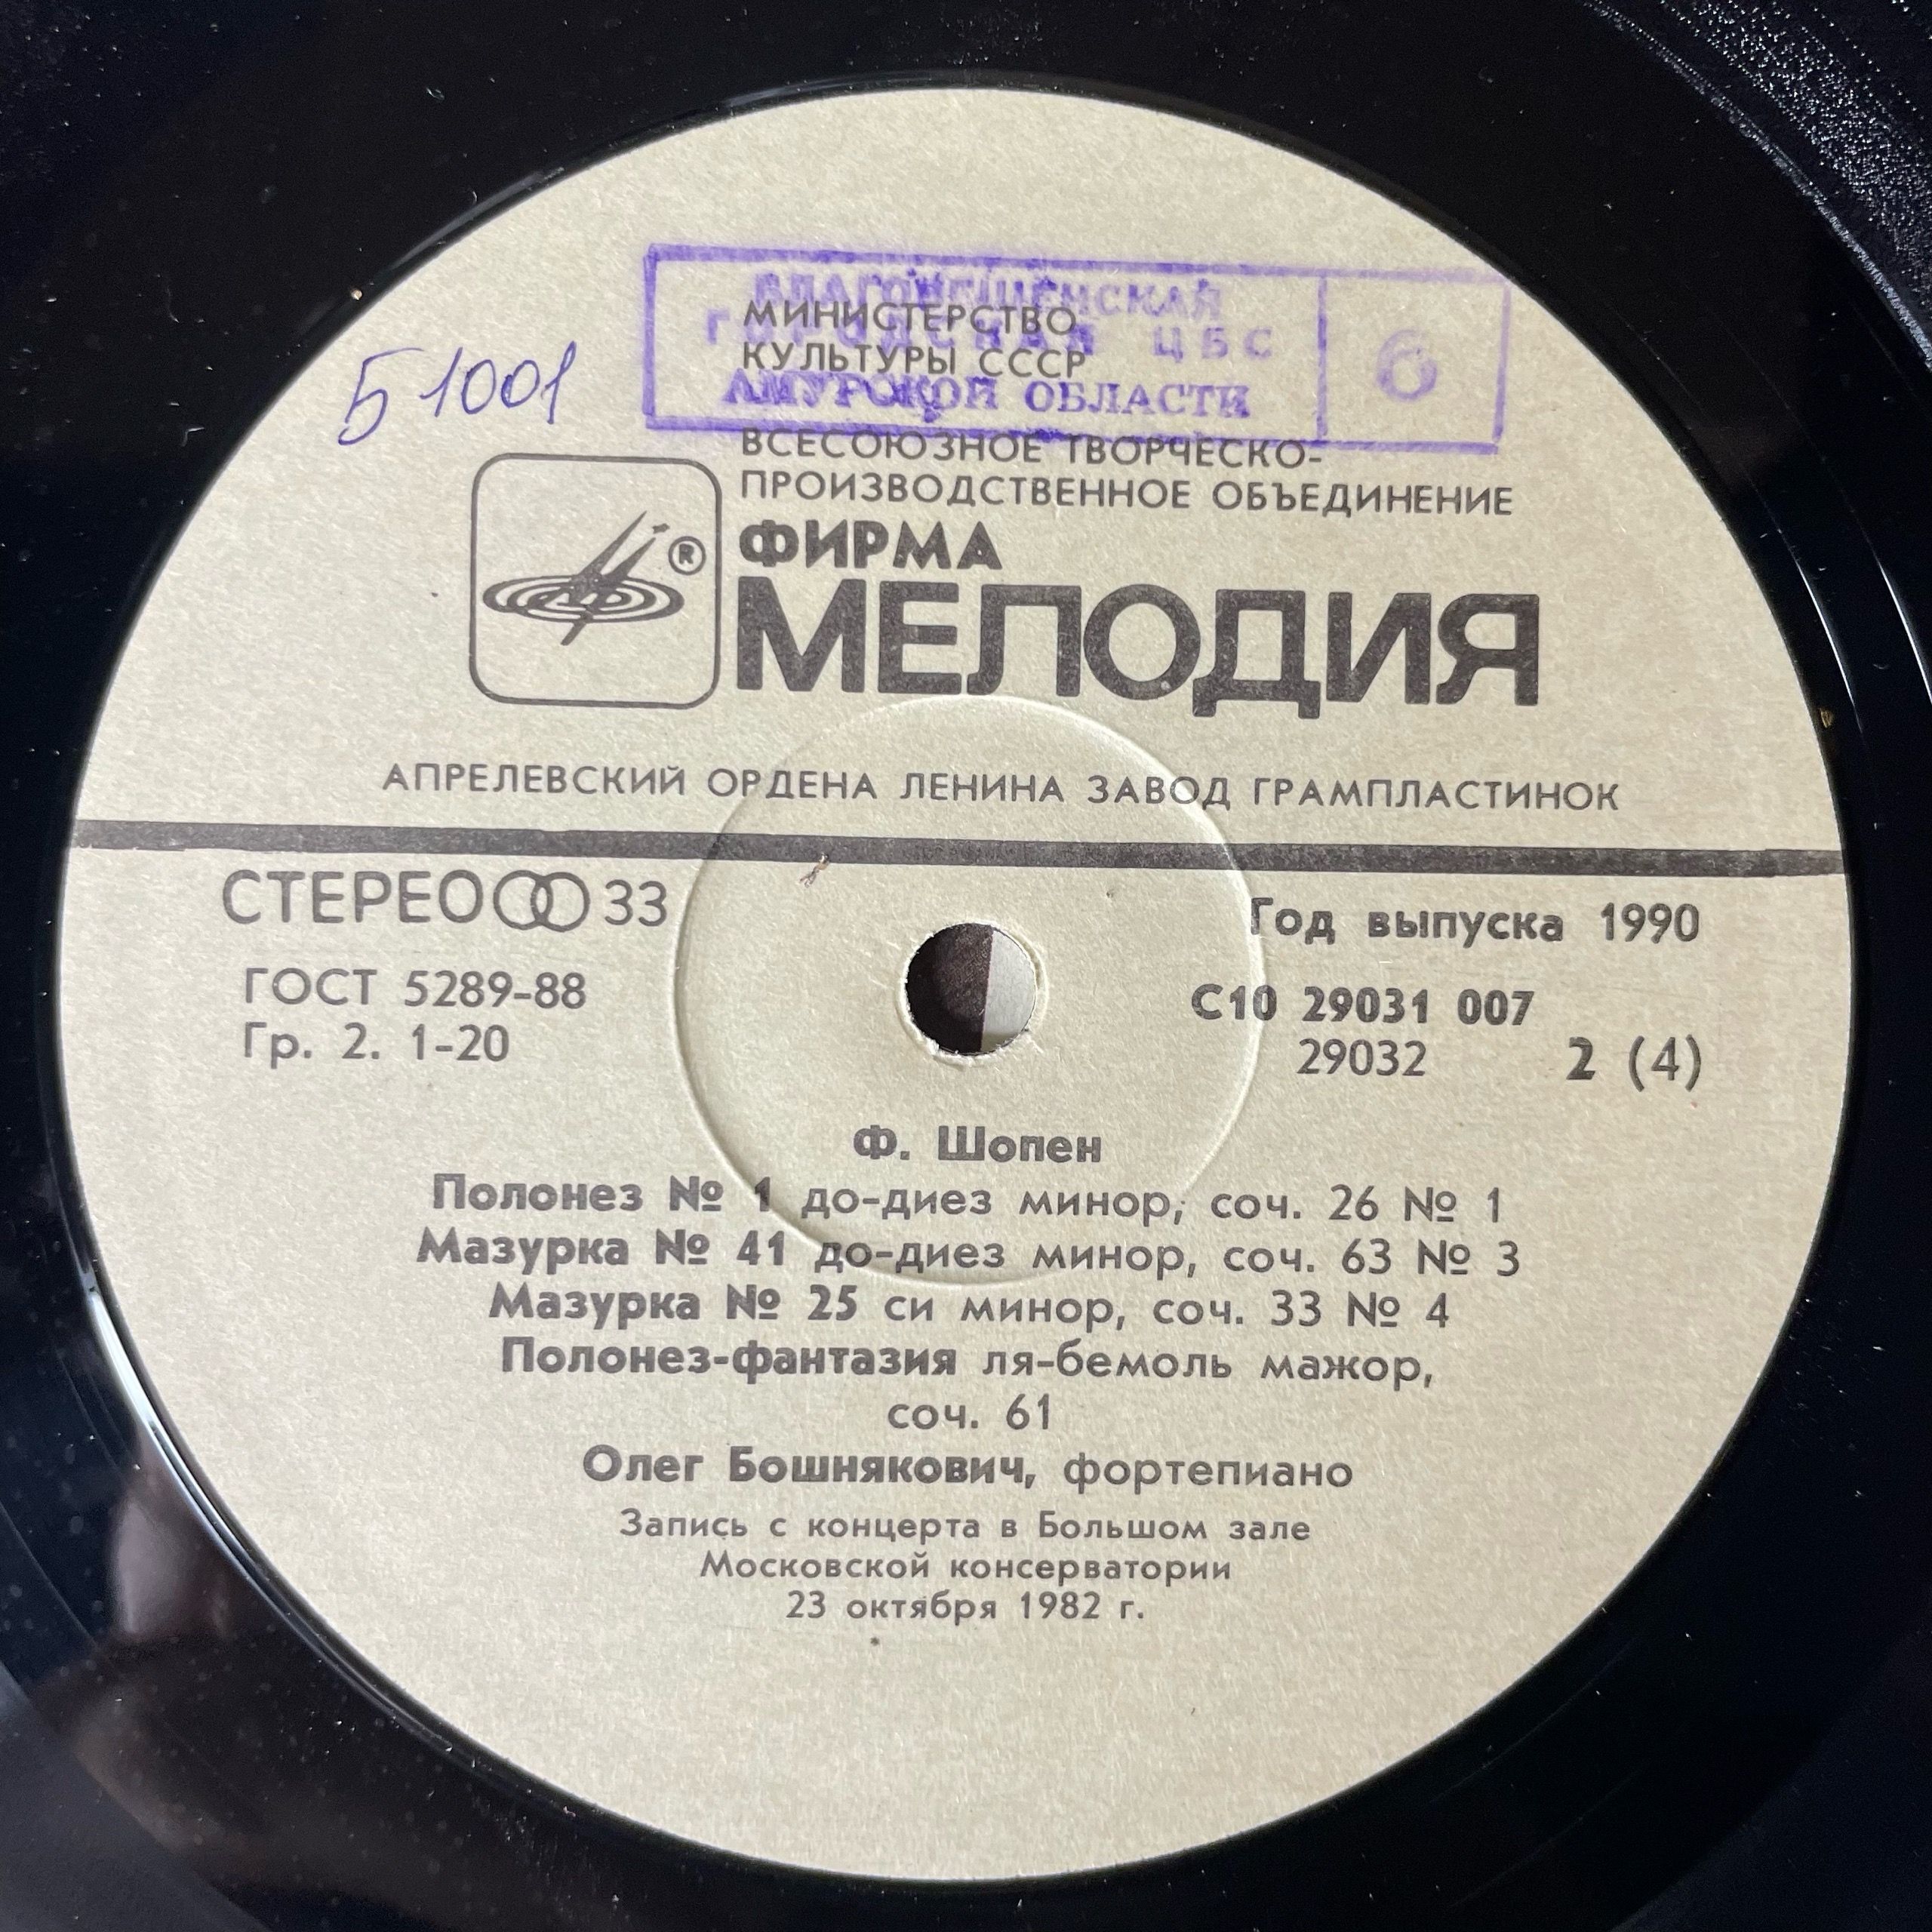 Б 1001
БЛАГОВЕЩЕНСКАЯ
ГОРОДСКАЯ ЦБС
АМУРСКОЙ ОБЛАСТИ
6
МИНИСТЕРСТВО
КУЛЬТУРЫ СССР
ВСЕСОЮЗНОЕ ТВОРЧЕСКО-
ПРОИЗВОДСТВЕННОЕ ОБЪЕДИНЕНИЕ
ФИРМА
®
МЕЛОДИЯ
АПРЕЛЕВСКИЙ ОРДЕНА ЛЕНИНА ЗАВОД ГРАМПЛАСТИНОК
СТЕРЕО 33
ГОСТ 5289-88
Гр. 2. 1-20
Год выпуска 1990
С10 29031 007
29032 2 (4)
Ф. Шопен
Полонез № 1 до-диез минор, соч. 26 № 1
Мазурка № 41 до-диез минор, соч. 63 № 3
Мазурка № 25 си минор, соч. 33 № 4
Полонез-фантазия ля-бемоль мажор,
соч. 61
Олег Бошнякович, фортепиано
Запись с концерта в Большом зале
Московской консерватории
23 октября 1982 г.